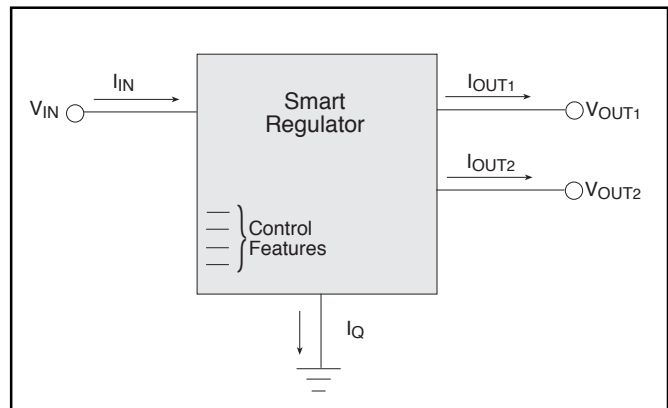 I_IN
V_IN
Smart
Regulator
I_OUT1
V_OUT1
I_OUT2
V_OUT2
Control
Features
I_Q